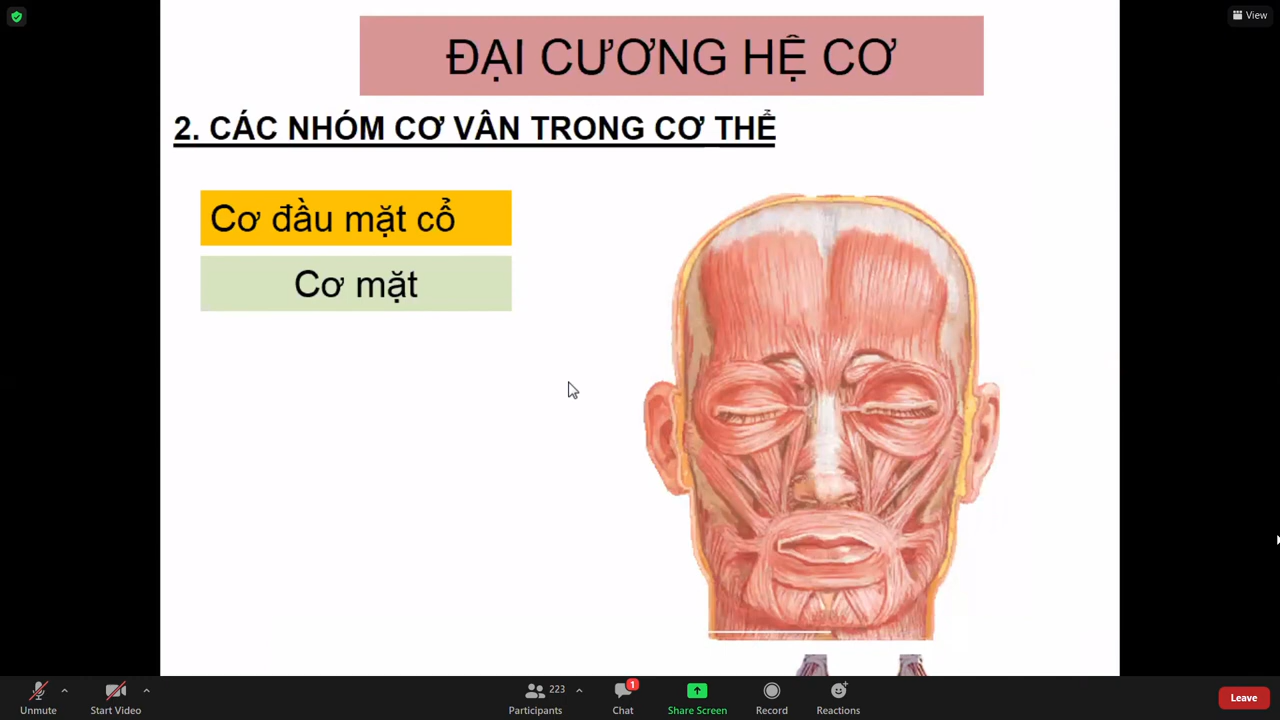 View
ĐẠI CƯƠNG HỆ CƠ
2. CÁC NHÓM CƠ VÂN TRONG CƠ THỂ
Cơ đầu mặt cổ
Cơ mặt
223
1
Unmute
Start Video
Participants
Chat
Share Screen
Record
Reactions
Leave